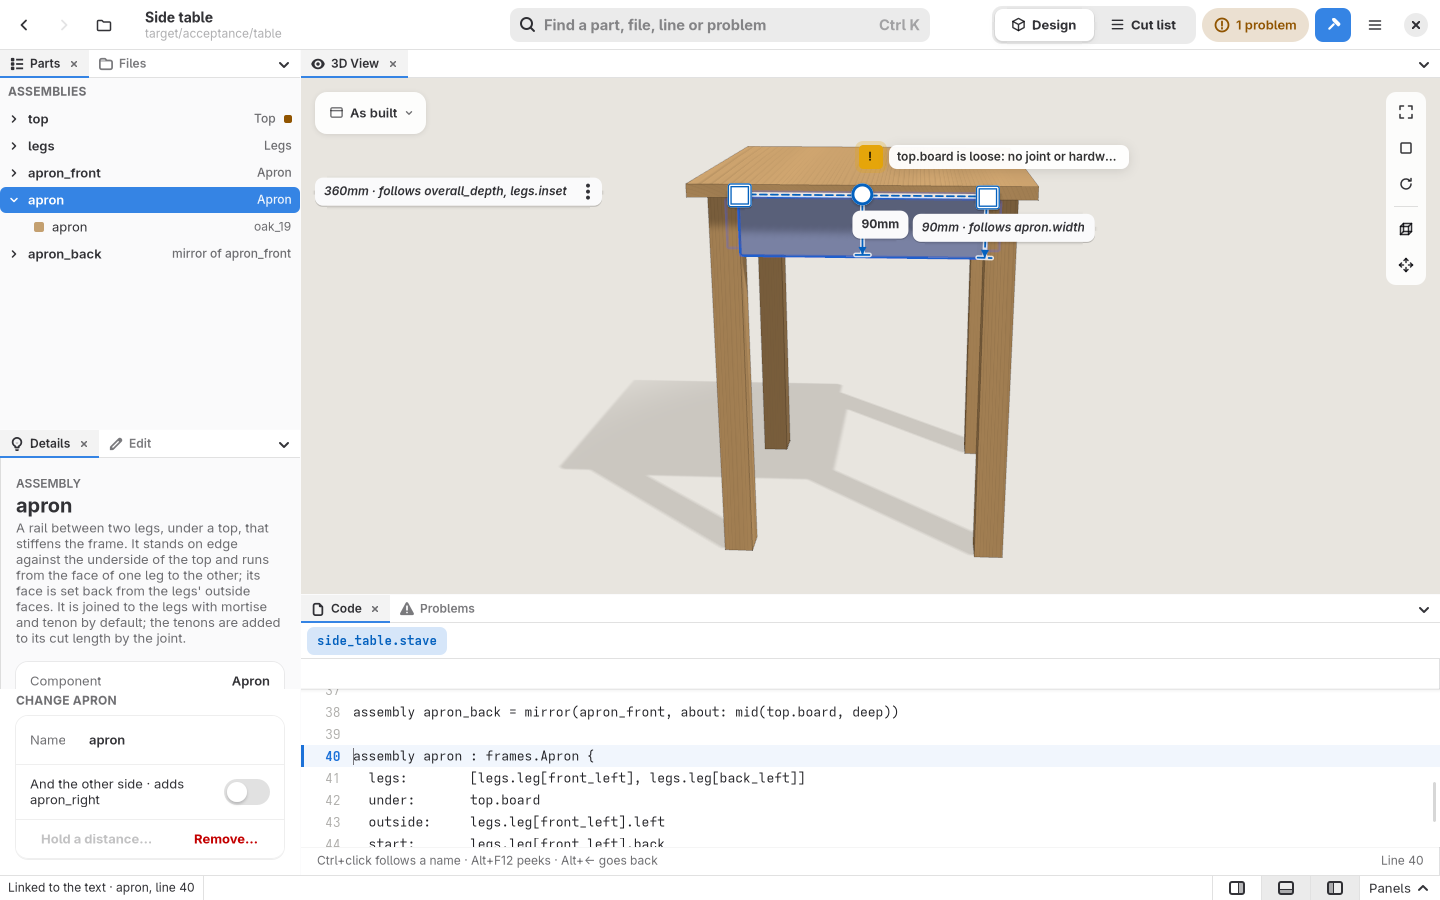 Side table
target/acceptance/table
Find a part, file, line or problem
Ctrl K
Design
Cut list
1 problem
Parts
Files
3D View
ASSEMBLIES
top
Top
legs
Legs
apron_front
Apron
apron
Apron
apron
oak_19
apron_back
mirror of apron_front
As built
!
top.board is loose: no joint or hardw...
360mm · follows overall_depth, legs.inset
90mm
90mm · follows apron.width
Details
Edit
ASSEMBLY
apron
A rail between two legs, under a top, that
stiffens the frame. It stands on edge
against the underside of the top and runs
from the face of one leg to the other; its
face is set back from the legs' outside
faces. It is joined to the legs with mortise
and tenon by default; the tenons are added
to its cut length by the joint.
Component
Apron
CHANGE APRON
Name
apron
And the other side · adds
apron_right
Hold a distance...
Remove...
Code
Problems
side_table.stave
37
38 assembly apron_back = mirror(apron_front, about: mid(top.board, deep))
39
40 assembly apron : frames.Apron {
41 legs: [legs.leg[front_left], legs.leg[back_left]]
42 under: top.board
43 outside: legs.leg[front_left].left
44 start: legs.leg[front_left].back
Ctrl+click follows a name · Alt+F12 peeks · Alt+← goes back
Line 40
Linked to the text · apron, line 40
Panels